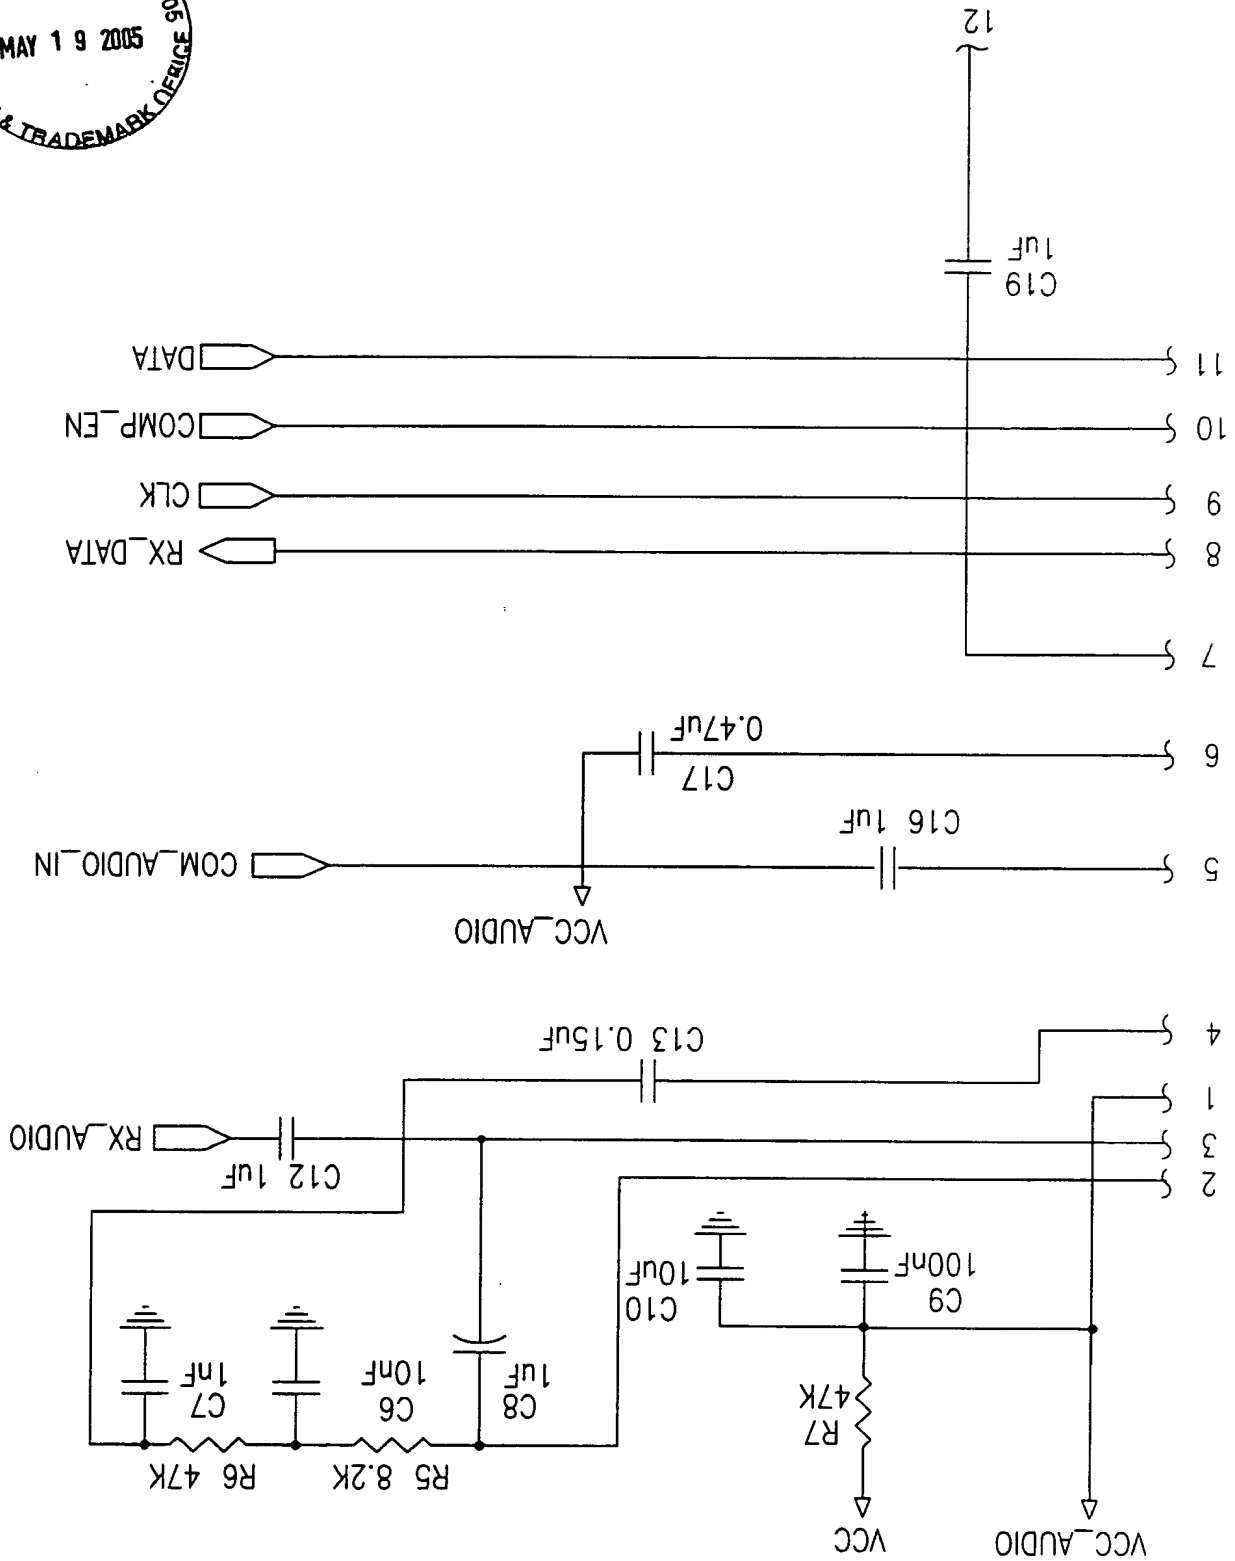 VCC_AUDIO
VCC
R7
47K
R5 8.2K
R6 47K
C9
100nF
C10
10uF
C8
1uF
C6
10nF
C7
1nF
2
3
1
4
C12 1uF
RX_AUDIO
C13 0.15uF
VCC_AUDIO
5
C16 1uF
COM_AUDIO_IN
6
C17
0.47uF
7
8
RX_DATA
9
CLK
10
COMP_EN
11
DATA
C19
1uF
12
MAY 1 9 2005
& TRADEMARK OFFICE